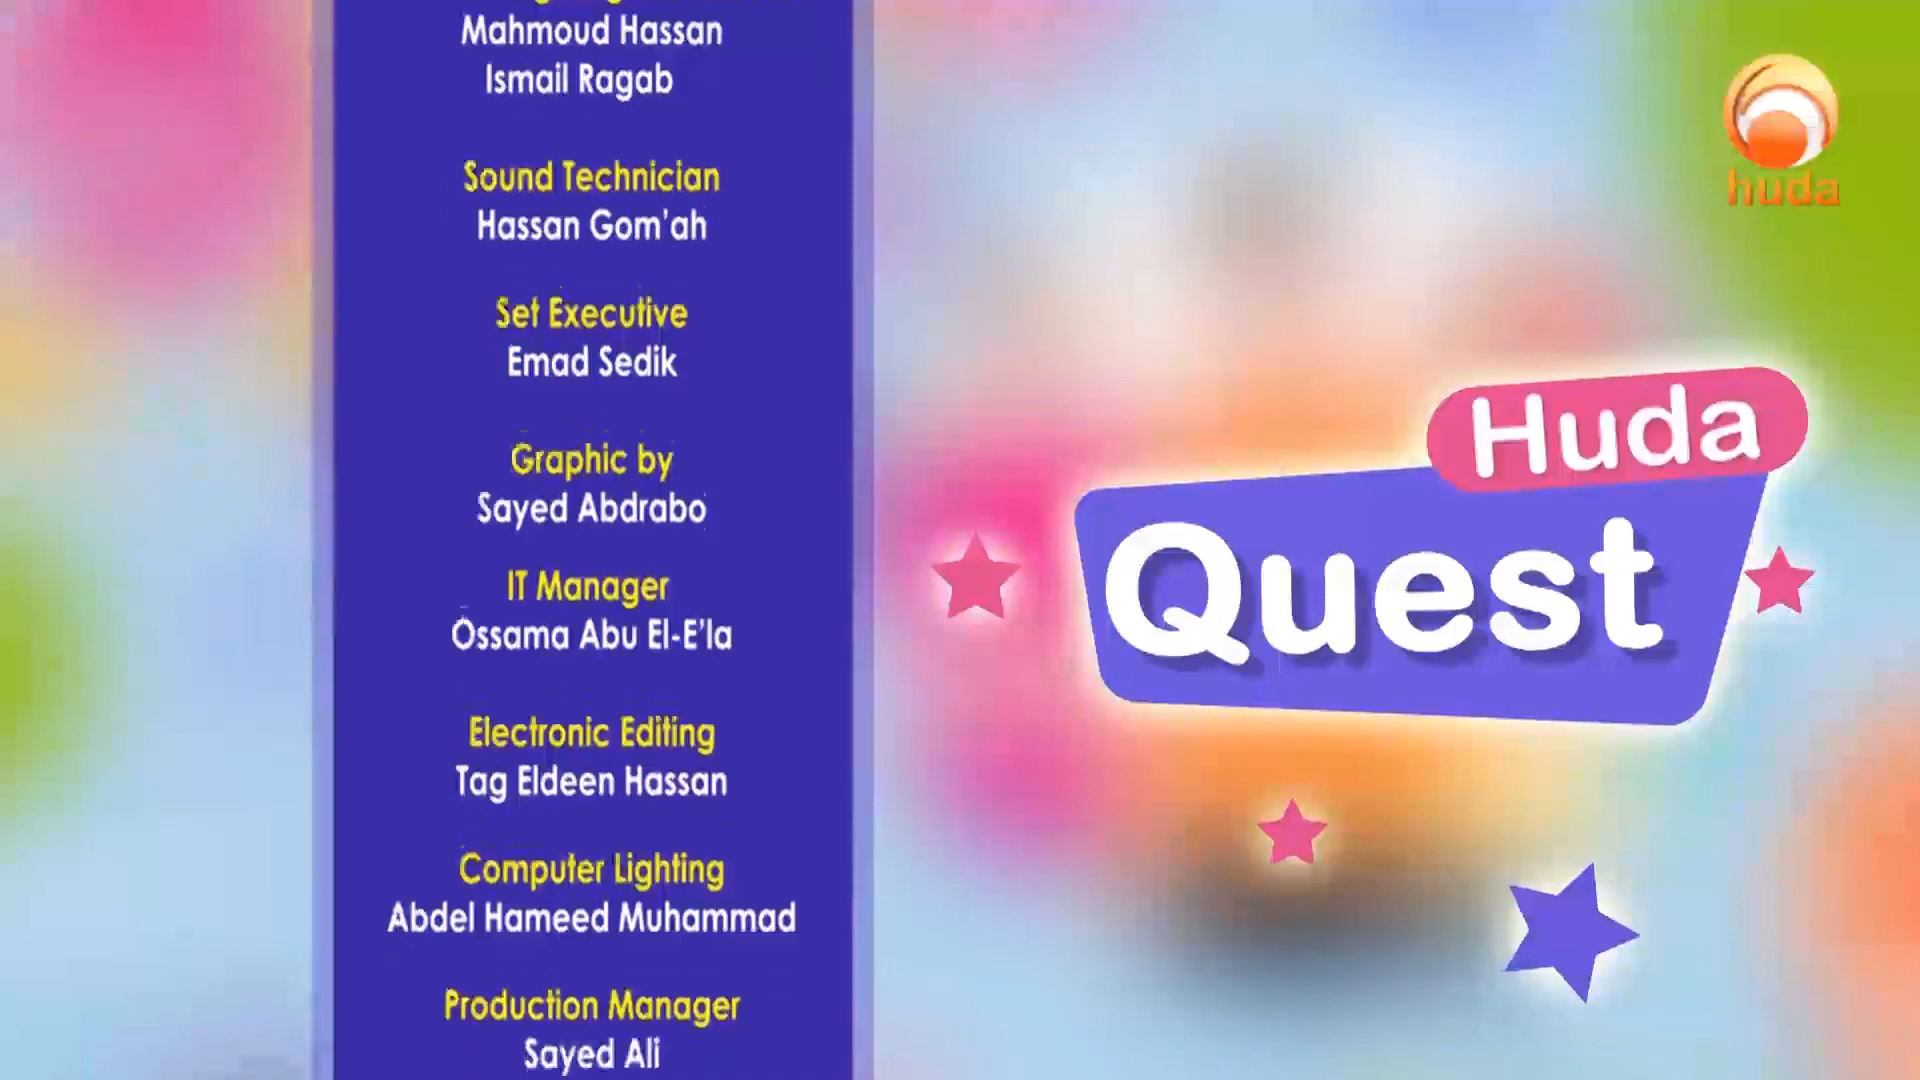 Mahmoud Hassan
Ismail Ragab
Sound Technician
Hassan Gom'ah
Set Executive
Emad Sedik
Graphic by
Sayed Abdrabo
IT Manager
Ossama Abu El-E'la
Electronic Editing
Tag Eldeen Hassan
Computer Lighting
Abdel Hameed Muhammad
Production Manager
Sayed Ali
huda
Huda
Quest